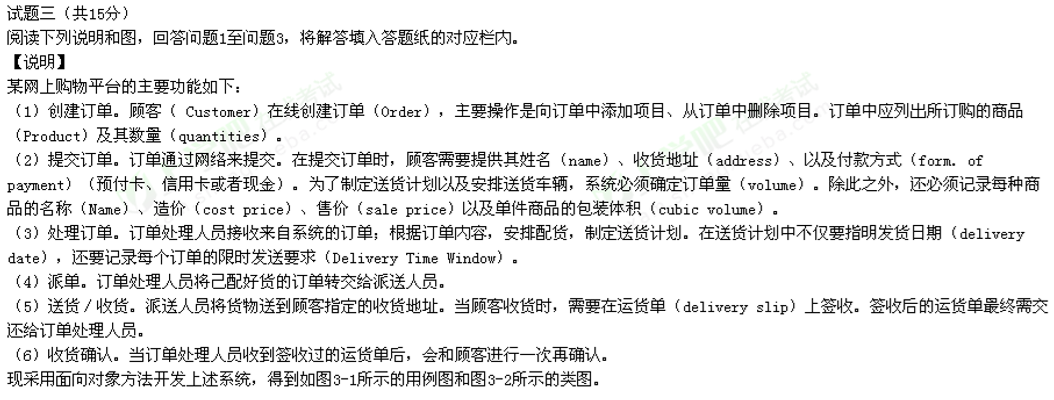 试题三（共15分）
阅读下列说明和图，回答问题1至问题3，将解答填入答题纸的对应栏内。
【说明】
某网上购物平台的主要功能如下：
（1）创建订单。顾客（ Customer）在线创建订单（Order），主要操作是向订单中添加项目、从订单中删除项目。订单中应列出所订购的商品
（Product）及其数量（quantities）。
（2）提交订单。订单通过网络来提交。在提交订单时，顾客需要提供其姓名（name）、收货地址（address）、以及付款方式（form. of
payment）（预付卡、信用卡或者现金）。为了制定送货计划以及安排送货车辆，系统必须确定订单量（volume）。除此之外，还必须记录每种商
品的名称（Name）、造价（cost price）、售价（sale price）以及单件商品的包装体积（cubic volume）。
（3）处理订单。订单处理人员接收来自系统的订单；根据订单内容，安排配货，制定送货计划。在送货计划中不仅要指明发货日期（delivery
date），还要记录每个订单的限时发送要求（Delivery Time Window）。
（4）派单。订单处理人员将己配好货的订单转交给派送人员。
（5）送货／收货。派送人员将货物送到顾客指定的收货地址。当顾客收货时，需要在运货单（delivery slip）上签收。签收后的运货单最终需交
还给订单处理人员。
（6）收货确认。当订单处理人员收到签收过的运货单后，会和顾客进行一次再确认。
现采用面向对象方法开发上述系统，得到如图3-1所示的用例图和图3-2所示的类图。